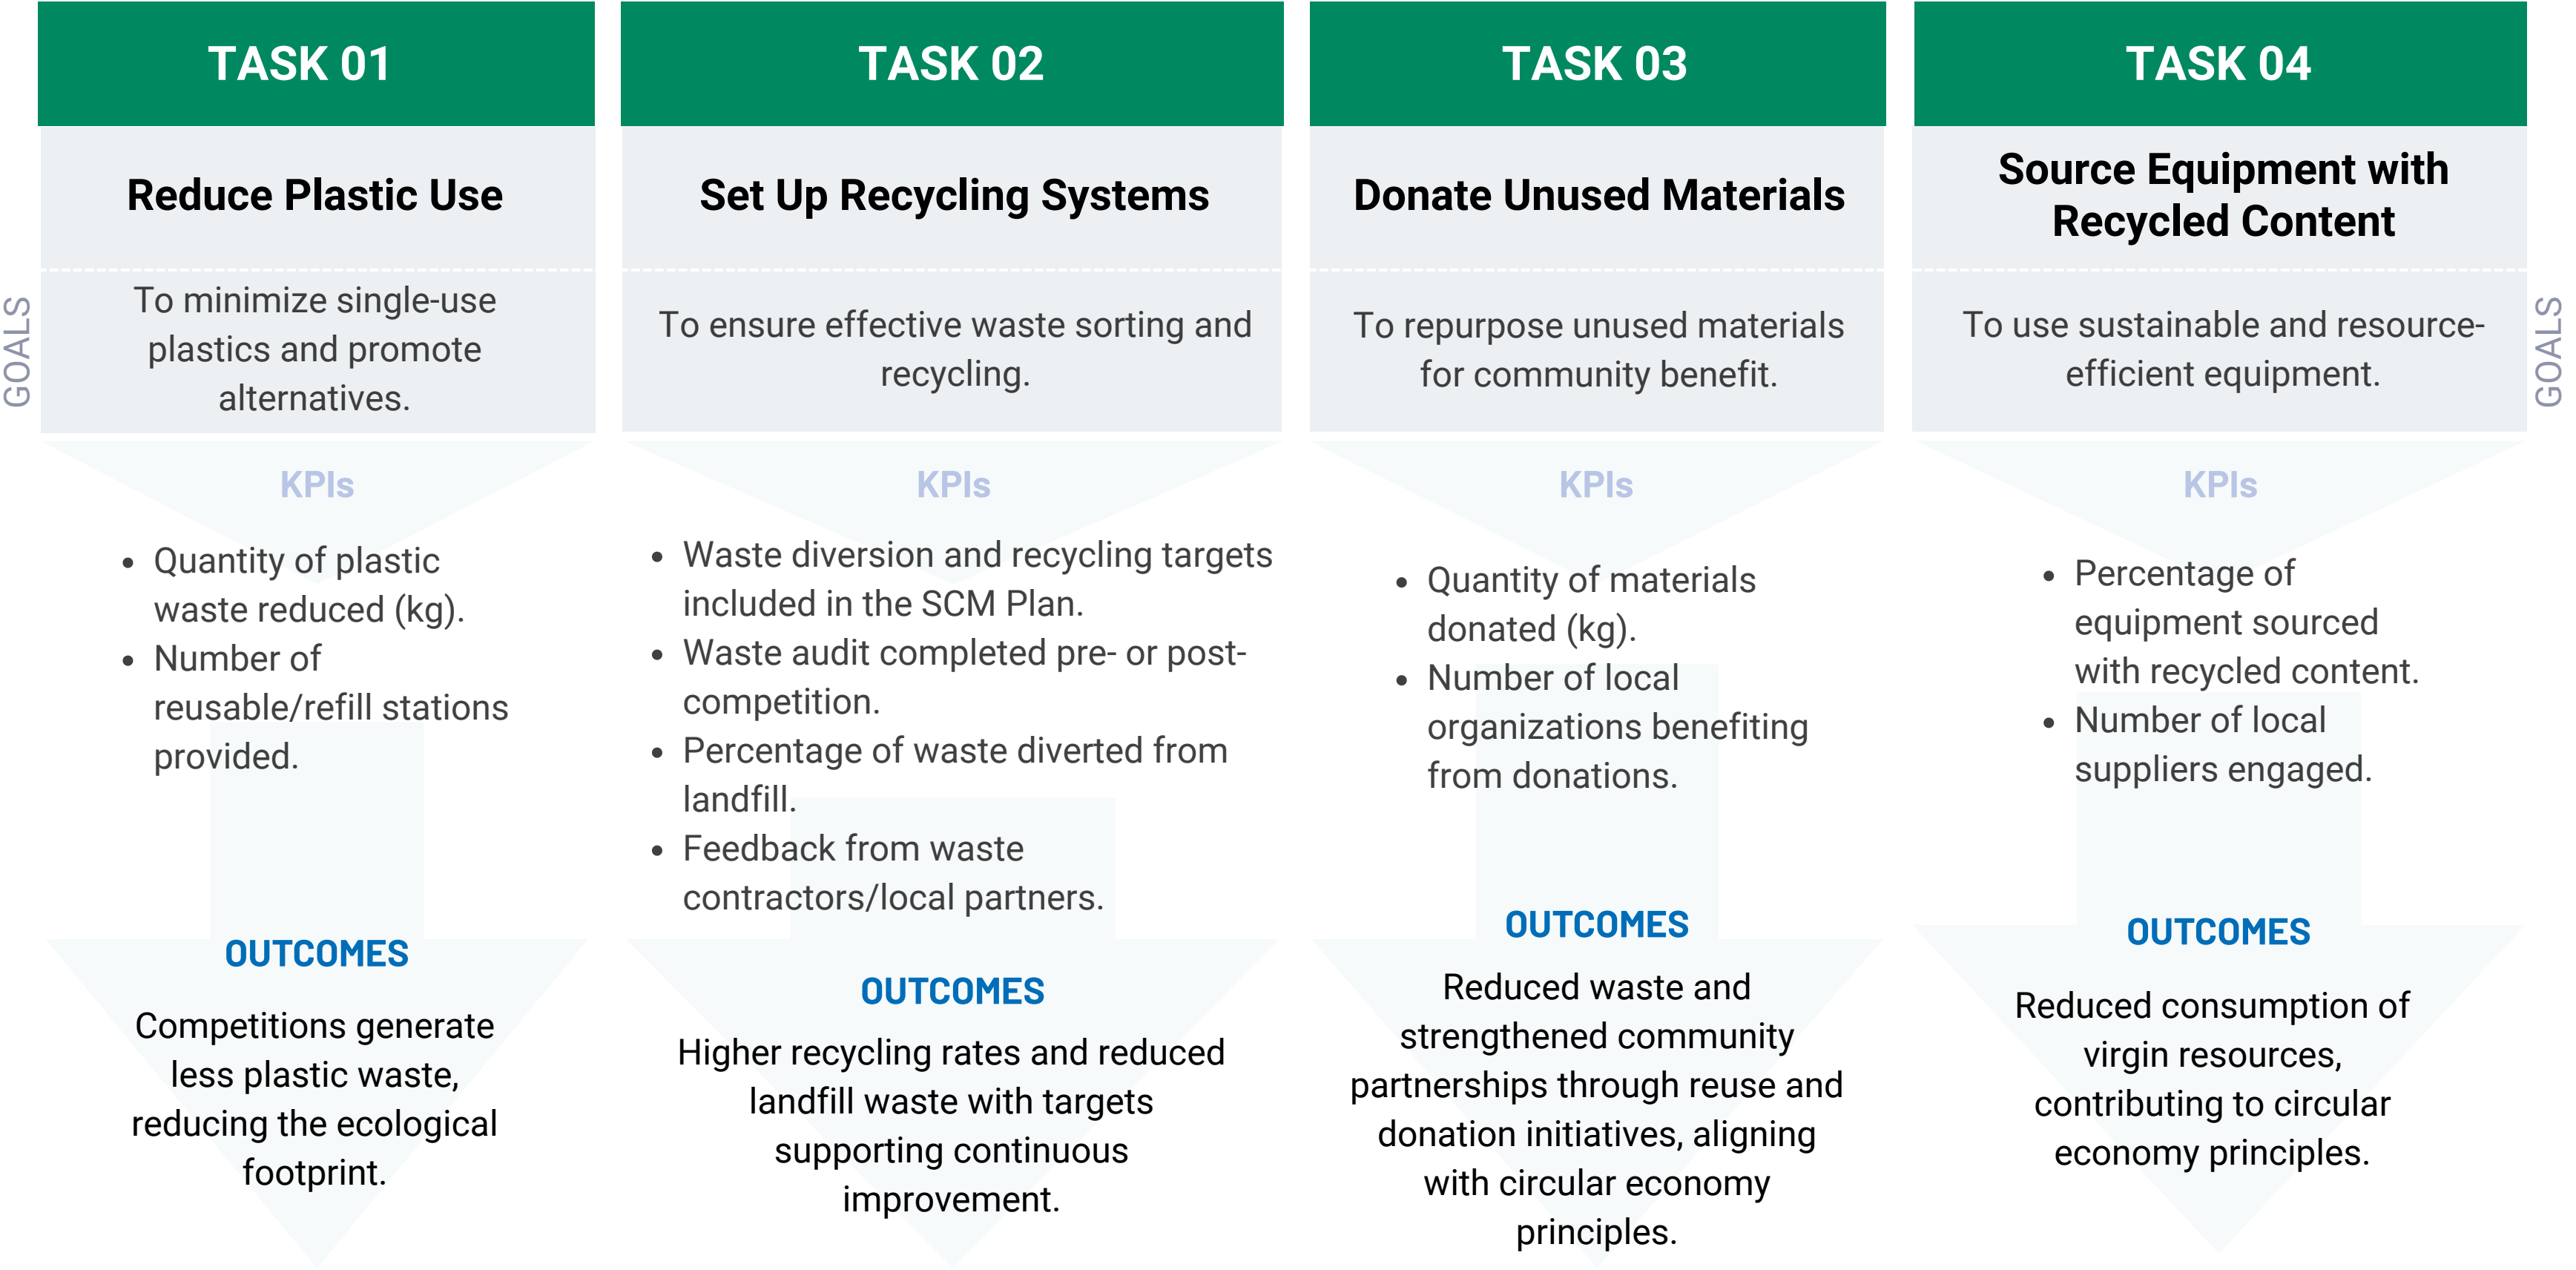 TASK 01
Reduce Plastic Use
GOALS
To minimize single-use
plastics and promote
alternatives.
KPIs
• Quantity of plastic
waste reduced (kg).
• Number of
reusable/refill stations
provided.
OUTCOMES
Competitions generate
less plastic waste,
reducing the ecological
footprint.
TASK 02
Set Up Recycling Systems
To ensure effective waste sorting and
recycling.
KPIs
• Waste diversion and recycling targets
included in the SCM Plan.
• Waste audit completed pre- or post-
competition.
• Percentage of waste diverted from
landfill.
• Feedback from waste
contractors/local partners.
OUTCOMES
Higher recycling rates and reduced
landfill waste with targets
supporting continuous
improvement.
TASK 03
Donate Unused Materials
To repurpose unused materials
for community benefit.
KPIs
• Quantity of materials
donated (kg).
• Number of local
organizations benefiting
from donations.
OUTCOMES
Reduced waste and
strengthened community
partnerships through reuse and
donation initiatives, aligning
with circular economy
principles.
TASK 04
Source Equipment with
Recycled Content
To use sustainable and resource-
efficient equipment.
GOALS
KPIs
• Percentage of
equipment sourced
with recycled content.
• Number of local
suppliers engaged.
OUTCOMES
Reduced consumption of
virgin resources,
contributing to circular
economy principles.